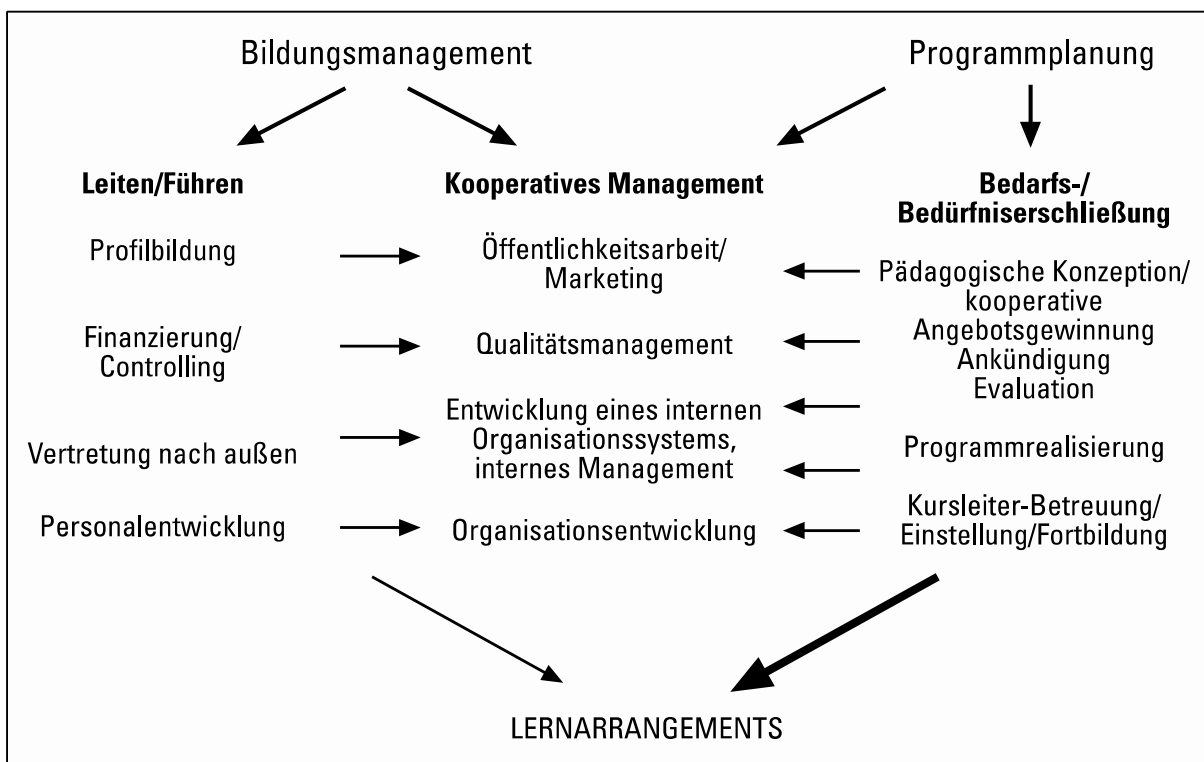 Bildungsmanagement
Programmplanung
Leiten/Führen
Profilbildung
Finanzierung/
Controlling
Vertretung nach außen
Personalentwicklung
Kooperatives Management
Öffentlichkeitsarbeit/
Marketing
Qualitätsmanagement
Entwicklung eines internen
Organisationssystems,
internes Management
Organisationsentwicklung
Bedarfs-/
Bedürfniserschließung
Pädagogische Konzeption/
kooperative
Angebotsgewinnung
Ankündigung
Evaluation
Programmrealisierung
Kursleiter-Betreuung/
Einstellung/Fortbildung
LERNARRANGEMENTS